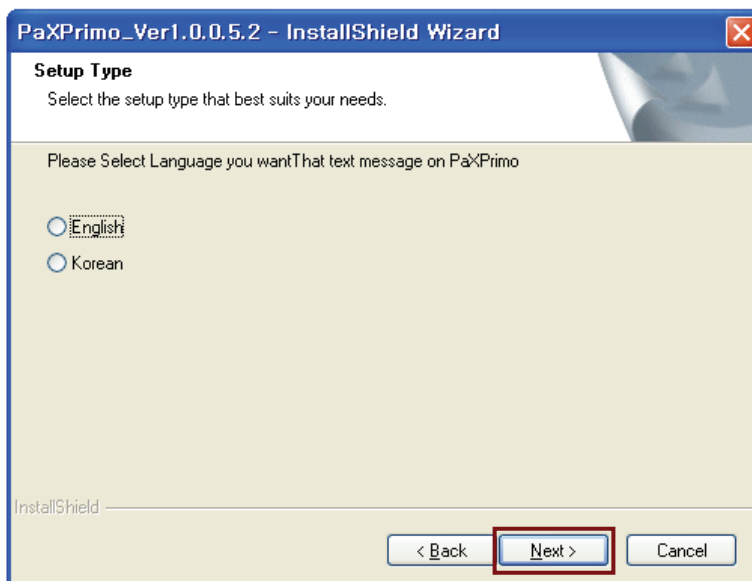 PaXPrimo_Ver1.0.0.5.2 - InstallShield Wizard
Setup Type
Select the setup type that best suits your needs.
Please Select Language you wantThat text message on PaXPrimo
English
Korean
InstallShield
< Back Next > Cancel